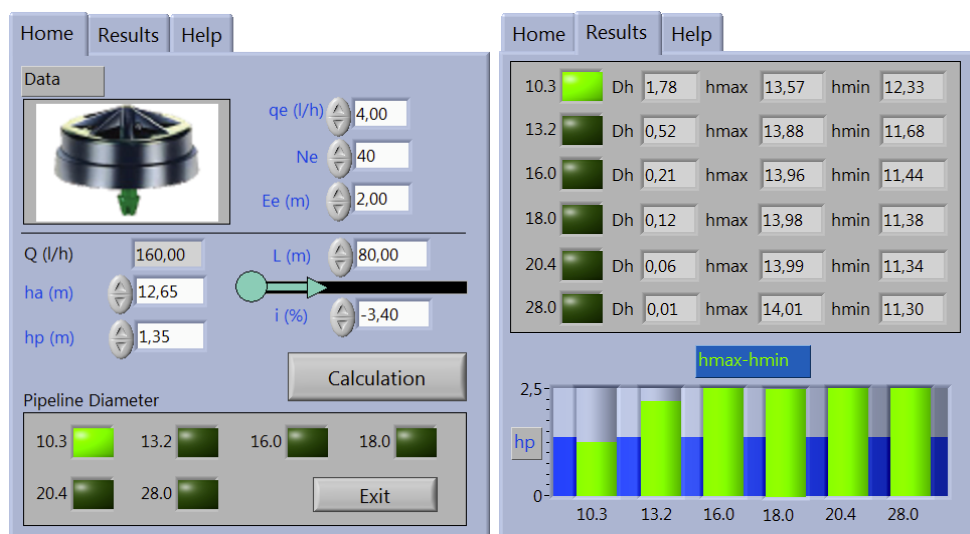 Home Results Help
Data
qe (l/h) 4,00
Ne 40
Ee (m) 2,00
Q (l/h) 160,00
L (m) 80,00
ha (m) 12,65
i (%) -3,40
hp (m) 1,35
Calculation
Pipeline Diameter
10.3 13.2 16.0 18.0
20.4 28.0 Exit
Home Results Help
10.3 Dh 1,78 hmax 13,57 hmin 12,33
13.2 Dh 0,52 hmax 13,88 hmin 11,68
16.0 Dh 0,21 hmax 13,96 hmin 11,44
18.0 Dh 0,12 hmax 13,98 hmin 11,38
20.4 Dh 0,06 hmax 13,99 hmin 11,34
28.0 Dh 0,01 hmax 14,01 hmin 11,30
hmax-hmin
2,5
hp
0
10.3 13.2 16.0 18.0 20.4 28.0